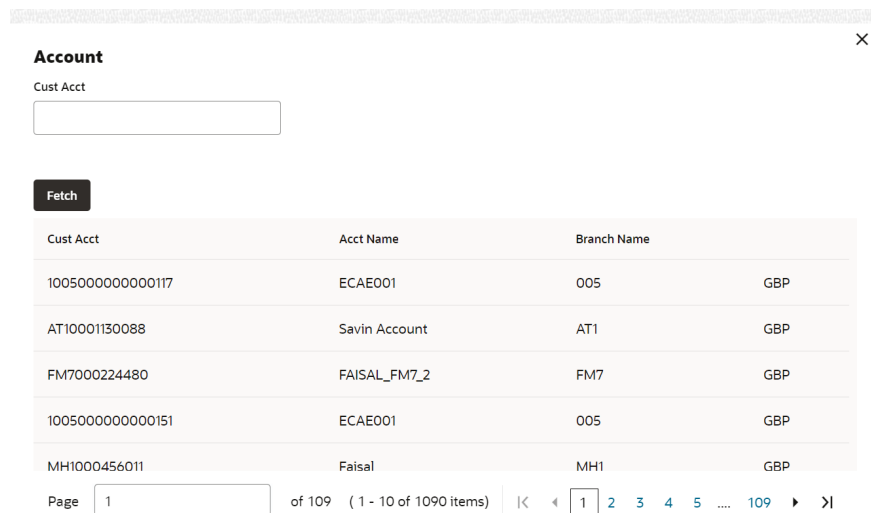 Account
Cust Acct
Fetch
Cust Acct Acct Name Branch Name
1005000000000117 ECAE001 005 GBP
AT10001130088 Savin Account AT1 GBP
FM7000224480 FAISAL_FM7_2 FM7 GBP
1005000000000151 ECAE001 005 GBP
MH1000456011 Faisal MH1 GBP
Page 1 of 109 ( 1 - 10 of 1090 items) 1 2 3 4 5 .... 109